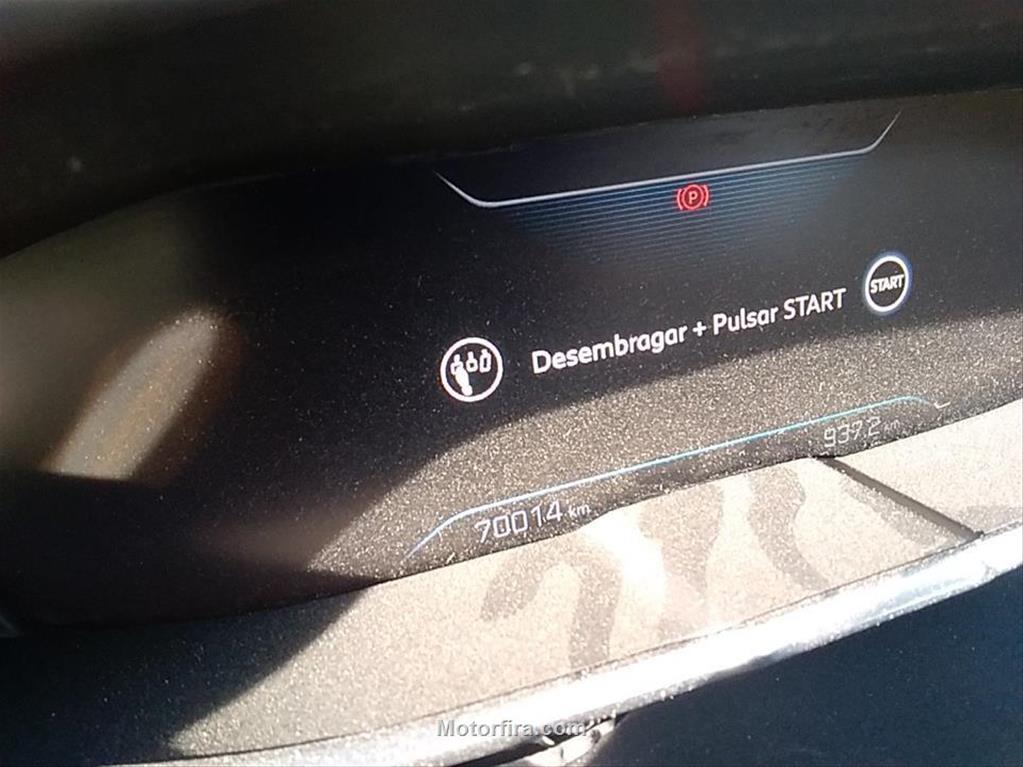 P
Desembragar + Pulsar START
START
70014 km
937.2 km
Motorfira.com